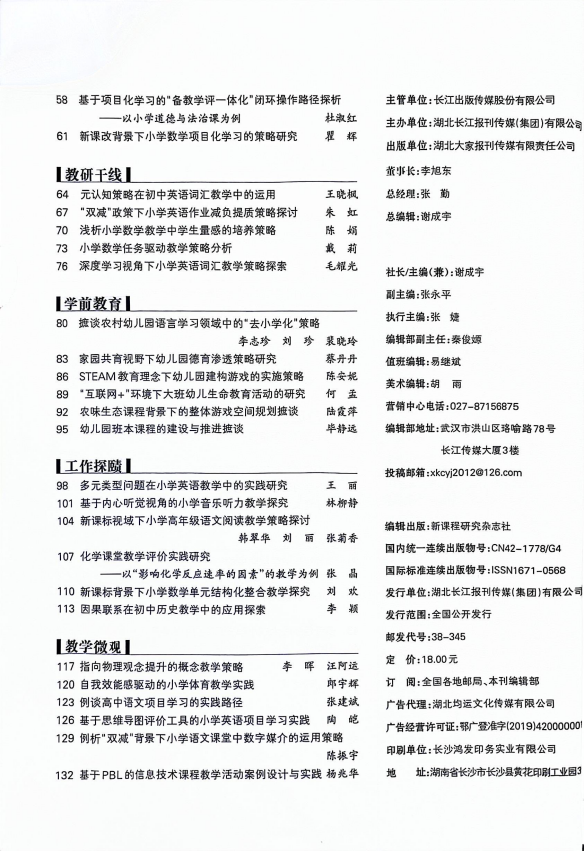 58 基于项目化学习的“备教学评一体化”闭环操作路径探析
——以小学道德与法治课为例 杜淑红
61 新课改背景下小学数学项目化学习的策略研究 瞿 辉
教研干线
64 元认知策略在初中英语词汇教学中的运用 王晓枫
67 “双减”政策下小学英语作业减负提质策略探讨 朱 虹
70 浅析小学数学教学中学生量感的培养策略 陈 娟
73 小学数学任务驱动教学策略分析 戴 莉
76 深度学习视角下小学英语词汇教学策略探索 毛耀光
学前教育
80 摭谈农村幼儿园语言学习领域中的“去小学化”策略
李志珍 刘 珍 裴晓玲
83 家园共育视野下幼儿园德育渗透策略研究 蔡丹丹
86 STEAM教育理念下幼儿园建构游戏的实施策略 陈安妮
89 “互联网+”环境下大班幼儿生命教育活动的研究 何 孟
92 农味生态课程背景下的整体游戏空间规划摭谈 陆霞萍
95 幼儿园班本课程的建设与推进摭谈 毕静远
工作探赜
98 多元类型问题在小学英语教学中的实践研究 王 丽
101 基于内心听觉视角的小学音乐听力教学探究 林柳静
104 新课标视域下小学高年级语文阅读教学策略探讨
韩翠华 刘 丽 张菊香
107 化学课堂教学评价实践研究
——以“影响化学反应速率的因素”的教学为例 张 晶
110 新课标背景下小学数学单元结构化整合教学探究 刘 欢
113 因果联系在初中历史教学中的应用探索 李 颖
教学微观
117 指向物理观念提升的概念教学策略 李 晖 汪阿运
120 自我效能感驱动的小学体育教学实践 郎宇辉
123 例谈高中语文项目学习的实践路径 张建斌
126 基于思维导图评价工具的小学英语项目学习实践 陶 皑
129 例析“双减”背景下小学语文课堂中数字媒介的运用策略
陈振宇
132 基于PBL的信息技术课程教学活动案例设计与实践 杨兆华
主管单位:长江出版传媒股份有限公司
主办单位:湖北长江报刊传媒(集团)有限公司
出版单位:湖北大家报刊传媒有限责任公司
董事长:李旭东
总经理:张 勤
总编辑:谢成宇
社长/主编(兼):谢成宇
副主编:张永平
执行主编:张 婕
编辑部副主任:秦俊嫄
值班编辑:易继斌
美术编辑:胡 雨
营销中心电话:027-87156875
编辑部地址:武汉市洪山区珞喻路78号
长江传媒大厦3楼
投稿邮箱:xkcyj2012@126.com
编辑出版:新课程研究杂志社
国内统一连续出版物号:CN42-1778/G4
国际标准连续出版物号:ISSN1671-0568
发行单位:湖北长江报刊传媒(集团)有限公司
发行范围:全国公开发行
邮发代号:38-345
定 价:18.00元
订 阅:全国各地邮局、本刊编辑部
广告代理:湖北均运文化传媒有限公司
广告经营许可证:鄂广登准字(2019)42000000
印刷单位:长沙鸿发印务实业有限公司
地 址:湖南省长沙市长沙县黄花印刷工业园3